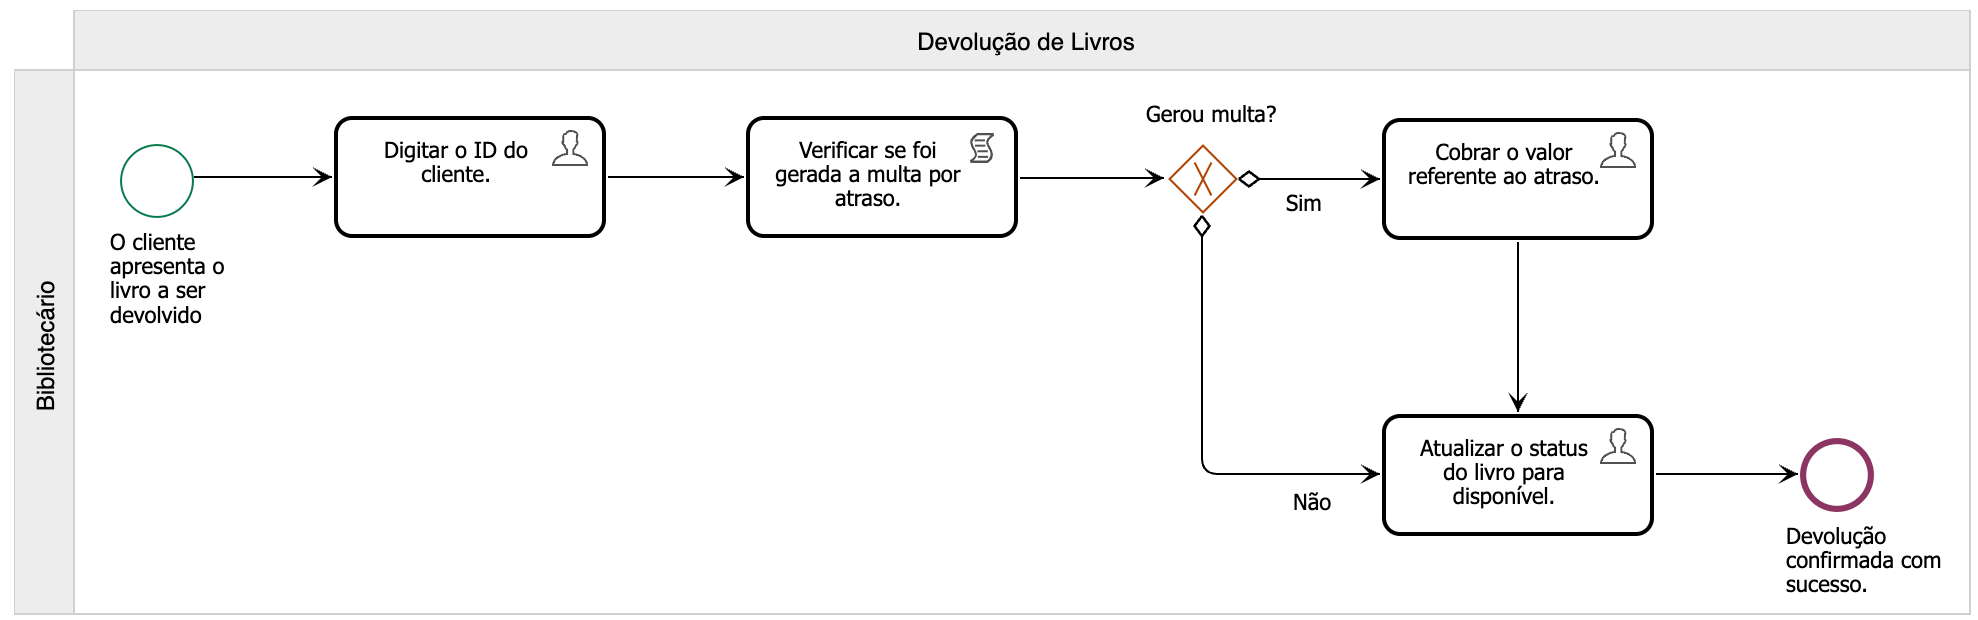 Devolução de Livros
Bibliotecário
O cliente
apresenta o
livro a ser
devolvido
Digitar o ID do
cliente.
Verificar se foi
gerada a multa por
atraso.
Gerou multa?
Sim
Não
Cobrar o valor
referente ao atraso.
Atualizar o status
do livro para
disponível.
Devolução
confirmada com
sucesso.